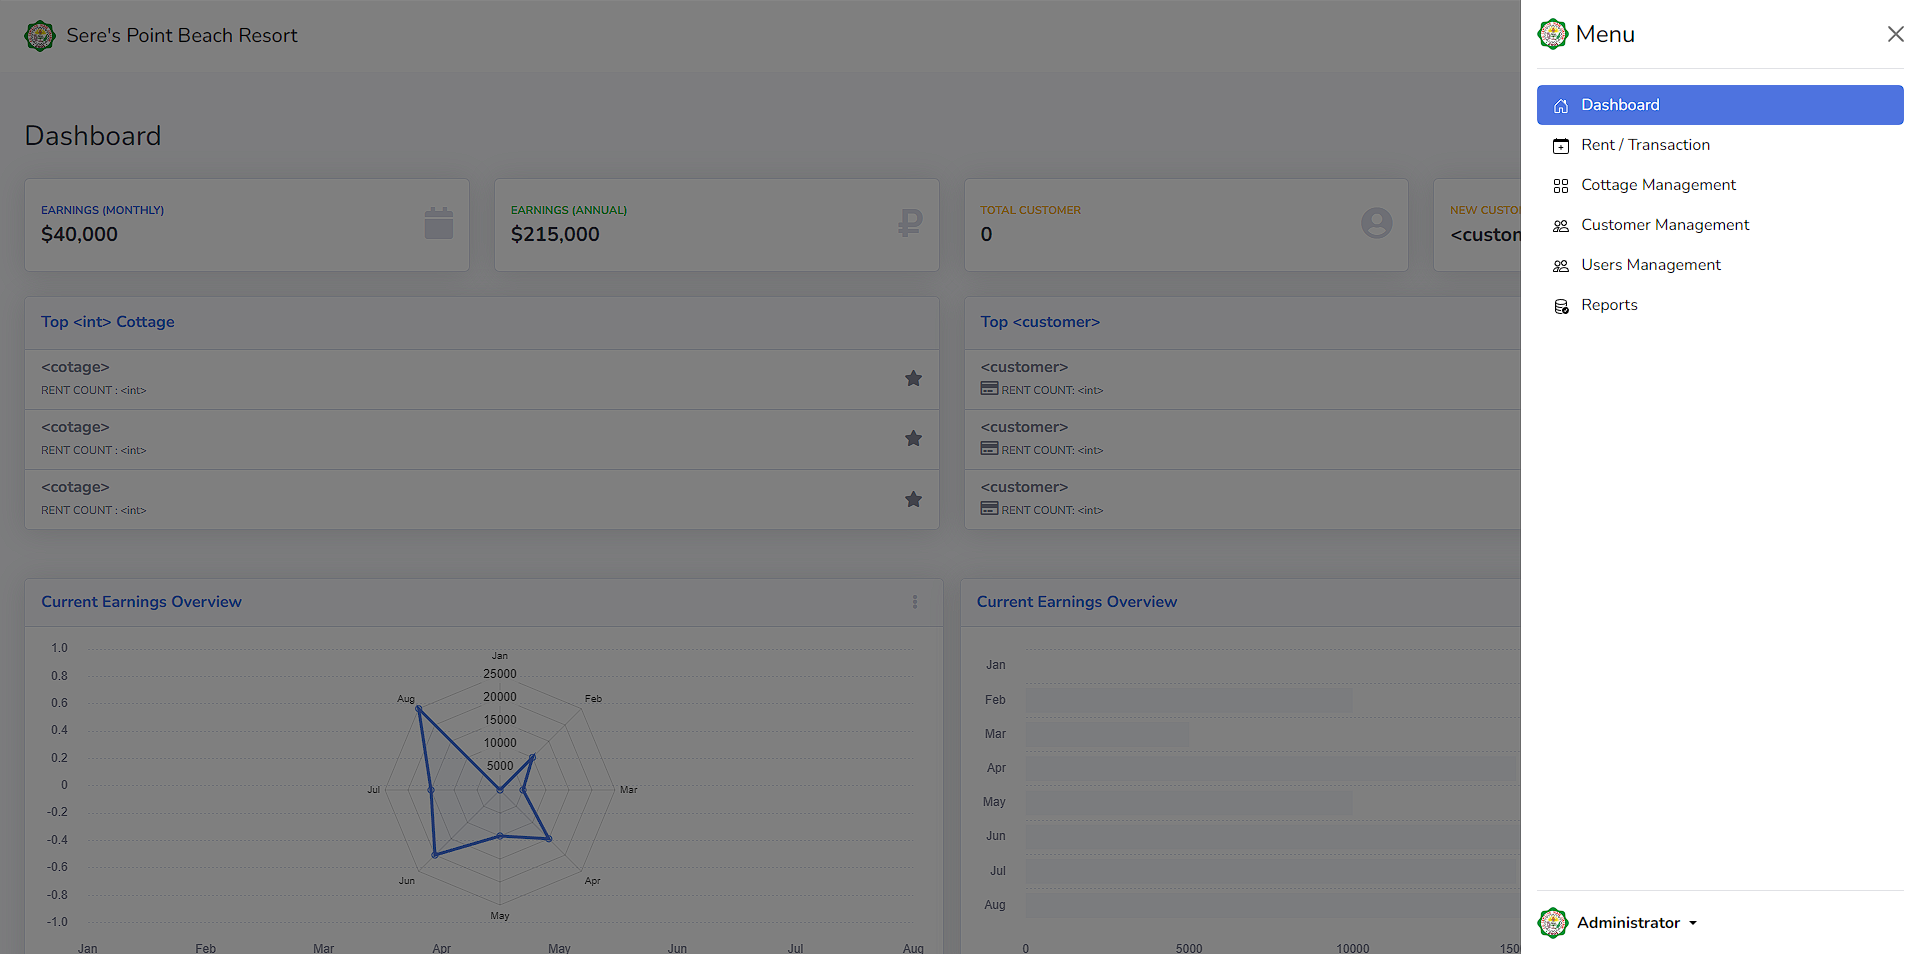 Sere's Point Beach Resort
Dashboard
EARNINGS (MONTHLY)
$40,000
EARNINGS (ANNUAL)
$215,000
TOTAL CUSTOMER
0
NEW CUSTO
<custon
Top <int> Cottage
<cotage>
RENT COUNT : <int>
<cotage>
RENT COUNT : <int>
<cotage>
RENT COUNT : <int>
Top <customer>
<customer>
RENT COUNT: <int>
<customer>
RENT COUNT: <int>
<customer>
RENT COUNT: <int>
Current Earnings Overview
1.0
0.8
0.6
0.4
0.2
0
-0.2
-0.4
-0.6
-0.8
-1.0
Jan
Feb
Mar
Apr
May
Jun
Jul
Aug
Jan
Feb
Mar
Apr
May
Jun
Jul
Aug
25000
20000
15000
10000
5000
Current Earnings Overview
Jan
Feb
Mar
Apr
May
Jun
Jul
Aug
0
5000
10000
150
Menu
Dashboard
Rent / Transaction
Cottage Management
Customer Management
Users Management
Reports
Administrator